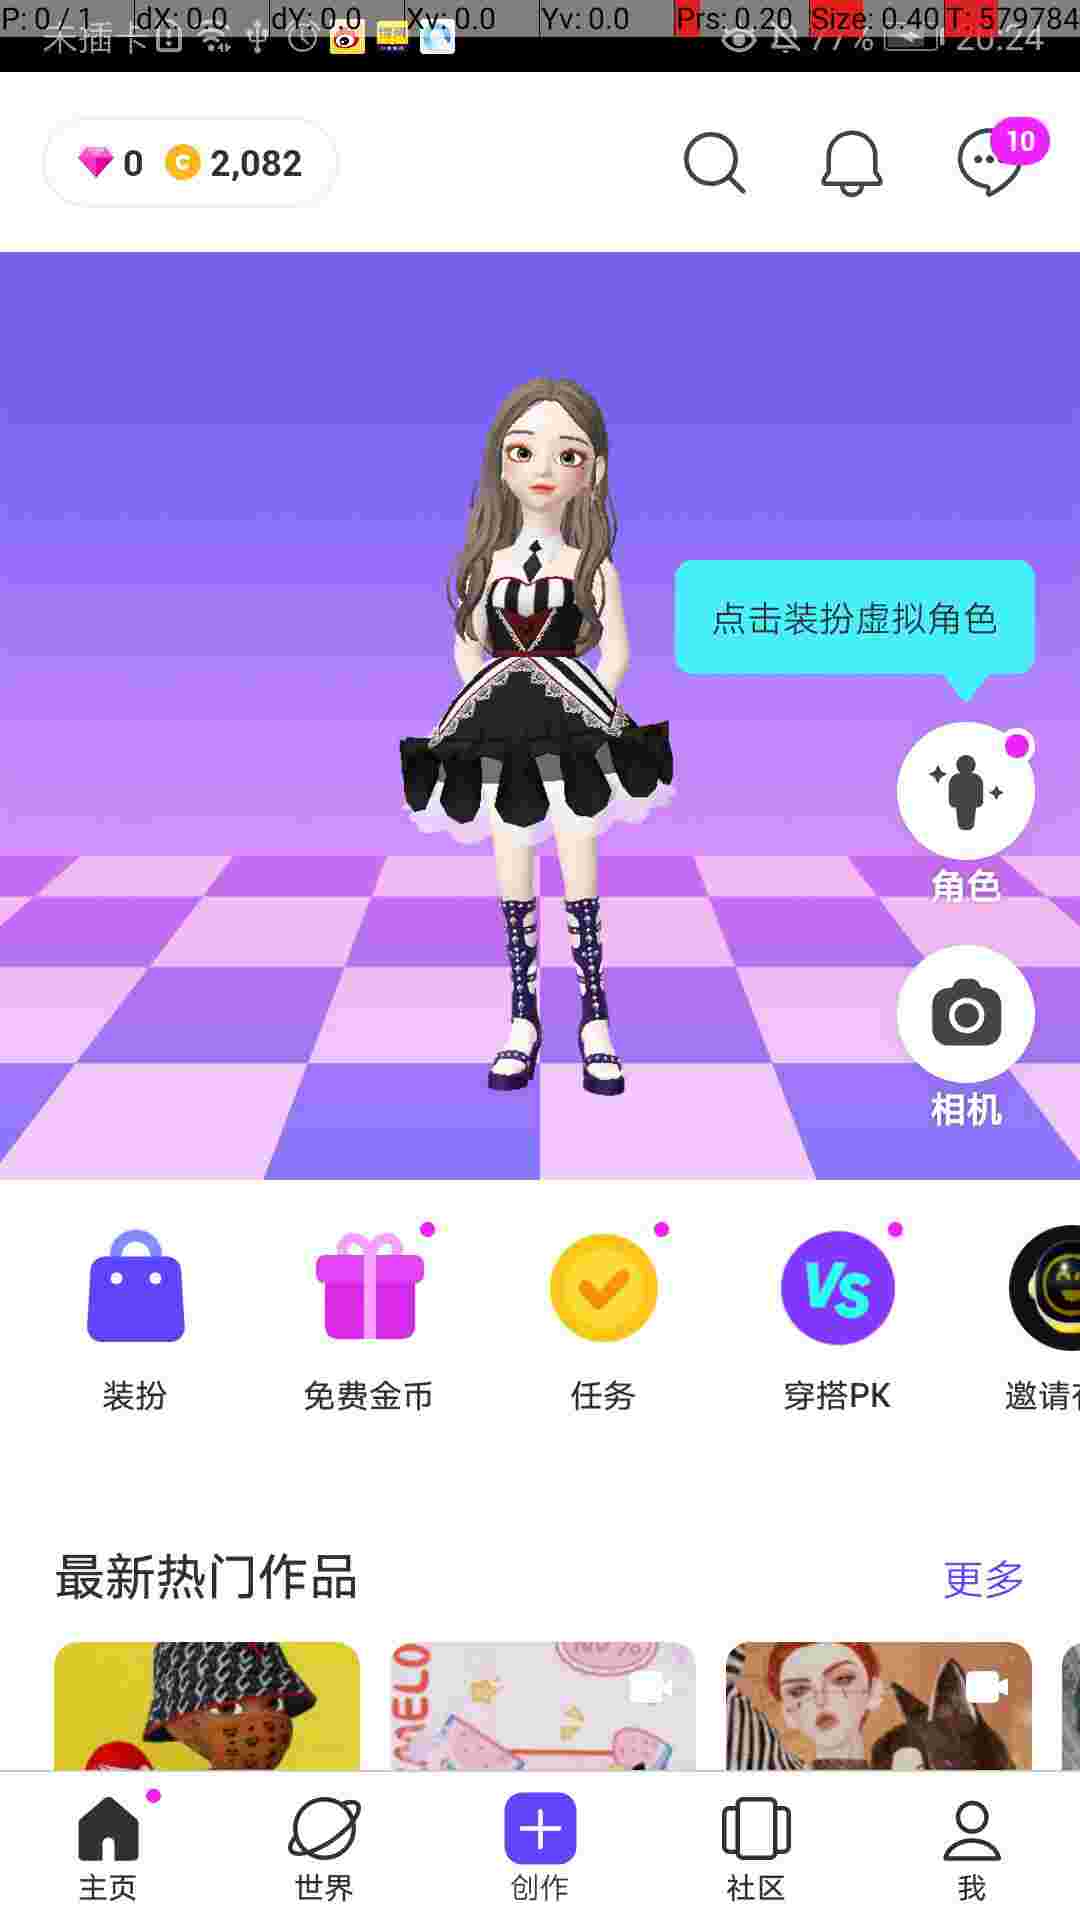 P: 0 / 1 dX: 0.0 dY: 0.0 Xv: 0.0 Yv: 0.0 Prs: 0.20 Size: 0.40 T: 579784
未插卡 77% 20:24
0 2,082
10
点击装扮虚拟角色
角色
相机
VS
装扮 免费金币 任务 穿搭PK 邀请
最新热门作品 更多
主页 世界 创作 社区 我